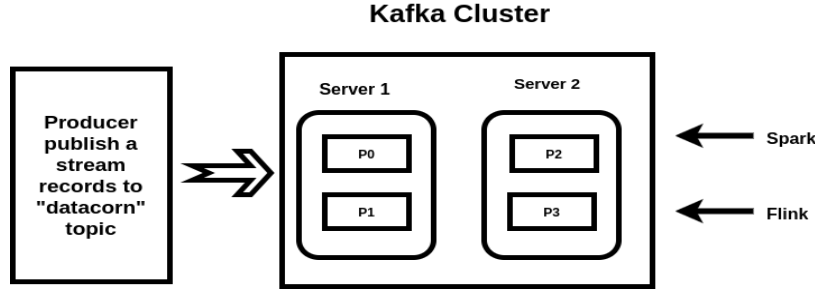 Kafka Cluster
Producer
publish a
stream
records to
"datacorn"
topic
Server 1
P0
P1
Server 2
P2
P3
Spark
Flink